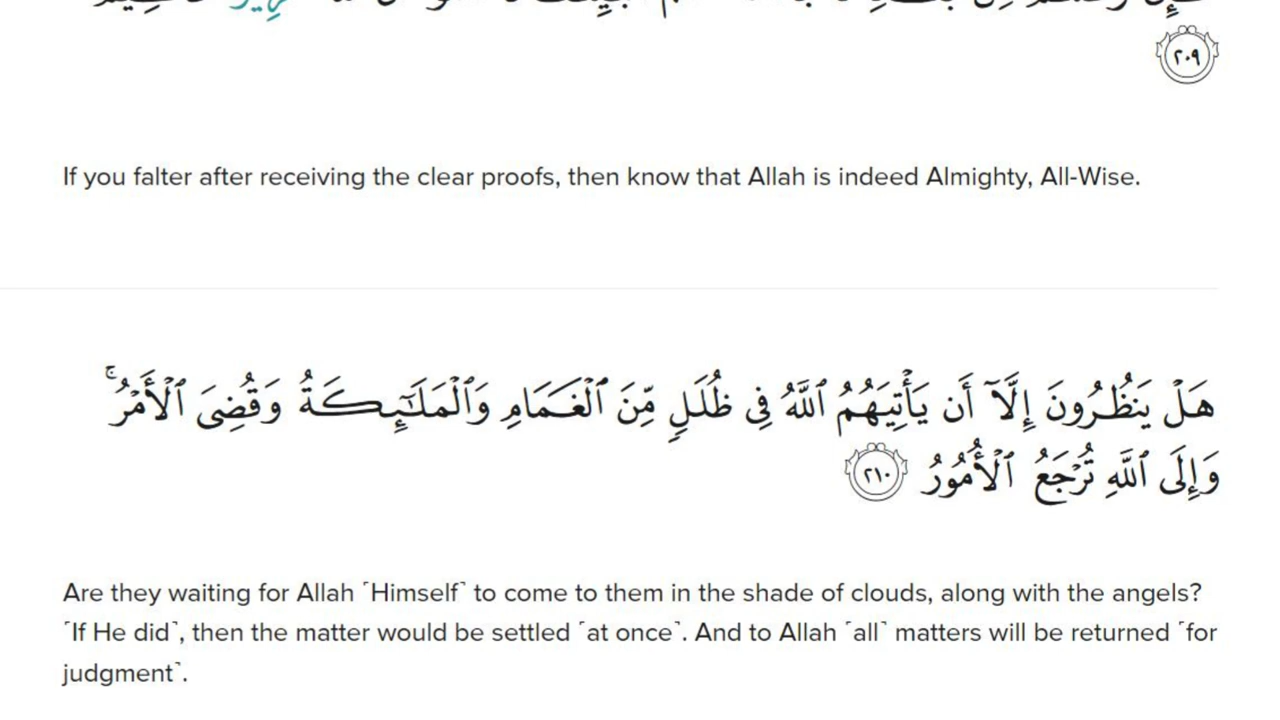 ٢٠٩
If you falter after receiving the clear proofs, then know that Allah is indeed Almighty, All-Wise.
هَلْ يَنظُرُونَ إِلَّآ أَن يَأْتِيَهُمُ ٱللَّهُ فِى ظُلَلٍ مِّنَ ٱلْغَمَامِ وَٱلْمَلَـٰٓئِكَةُ وَقُضِىَ ٱلْأَمْرُ ۚ
وَإِلَى ٱللَّهِ تُرْجَعُ ٱلْأُمُورُ ٢١٠
Are they waiting for Allah ˹Himself˺ to come to them in the shade of clouds, along with the angels?
˹If He did˺, then the matter would be settled ˹at once˺. And to Allah ˹all˺ matters will be returned ˹for
judgment˺.